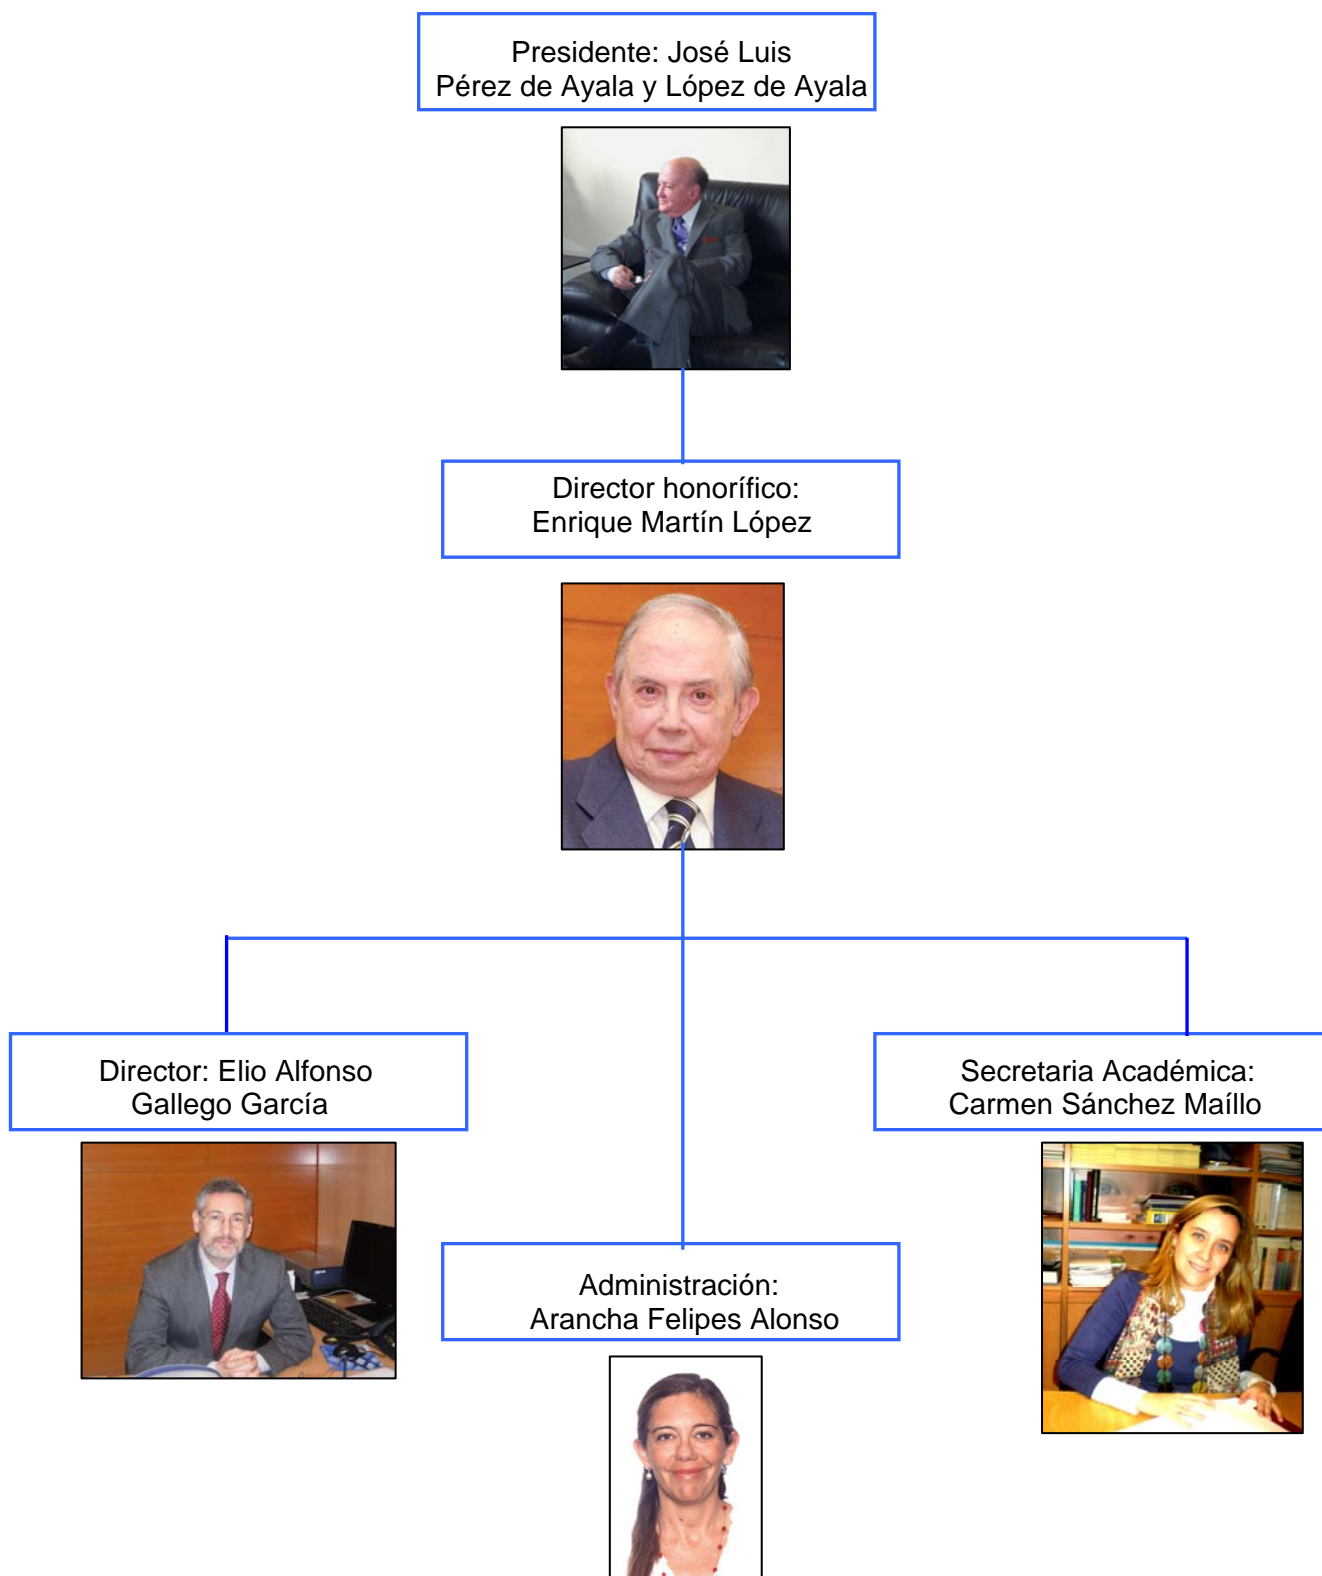 Presidente: José Luis
Pérez de Ayala y López de Ayala
Director honorífico:
Enrique Martín López
Director: Elio Alfonso
Gallego García
Secretaria Académica:
Carmen Sánchez Maíllo
Administración:
Arancha Felipes Alonso